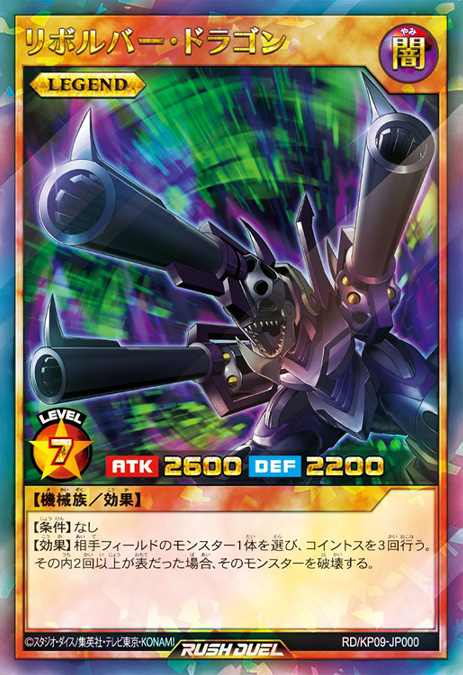 リボルバー・ドラゴン
やみ
闇
LEGEND
LEVEL
7
ATK 2600 DEF 2200
【機械族／効果】
【条件】なし
【効果】相手フィールドのモンスター1体を選び、コイントスを3回行う。
その内2回以上が表だった場合、そのモンスターを破壊する。
©スタジオ・ダイス/集英社・テレビ東京・KONAMI
RUSH DUEL
RD/KP09-JP000